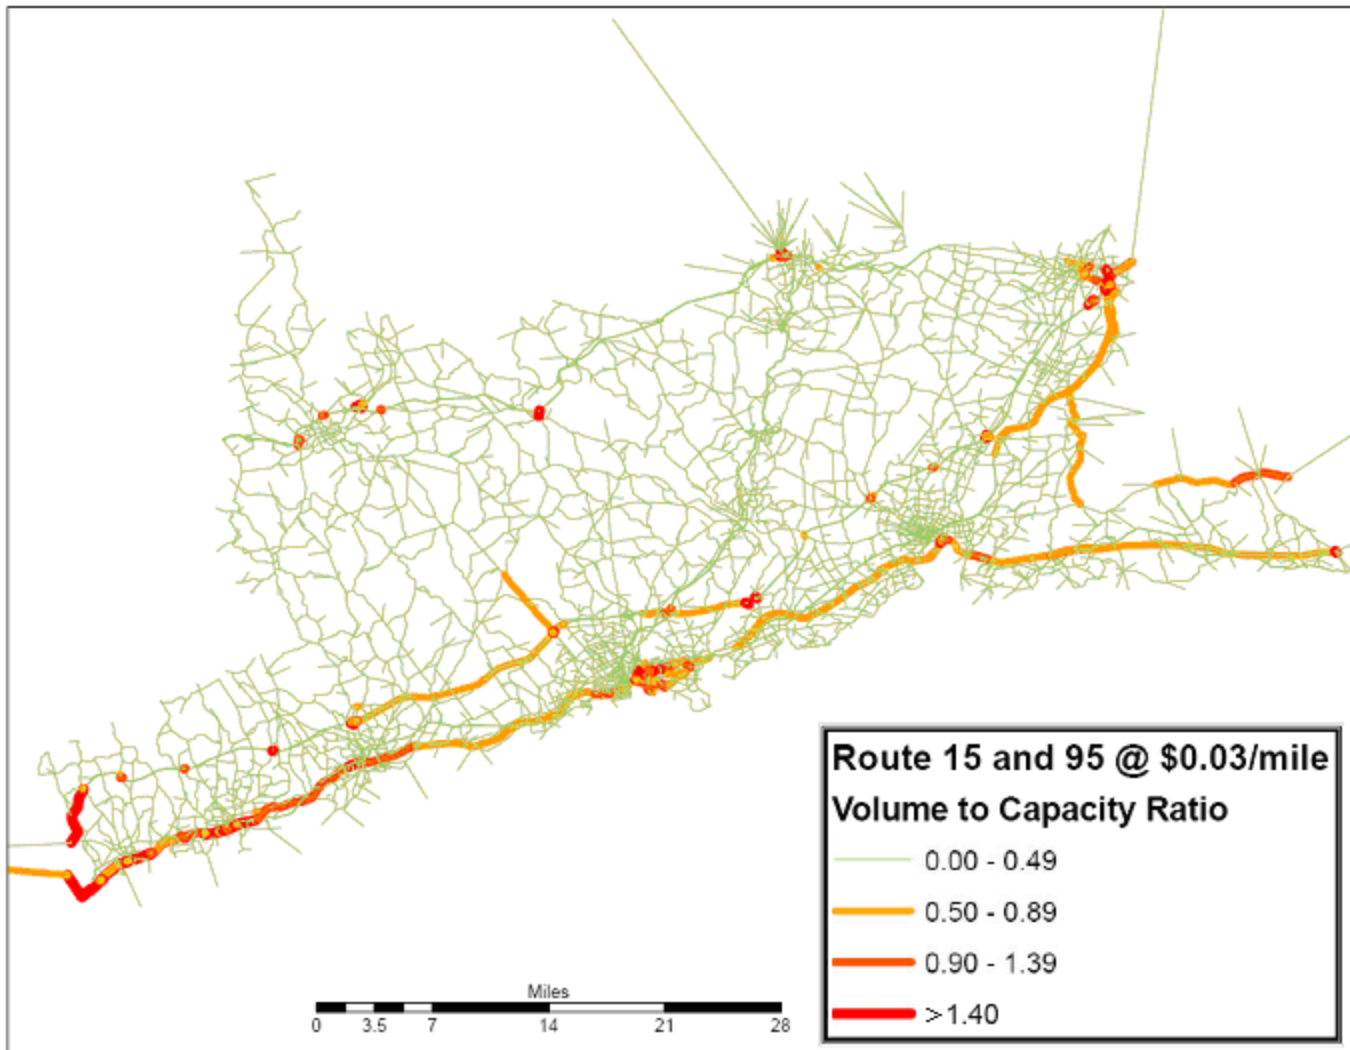 Route 15 and 95 @ $0.03/mile
Volume to Capacity Ratio
0.00 - 0.49
0.50 - 0.89
0.90 - 1.39
>1.40
Miles
0 3.5 7 14 21 28